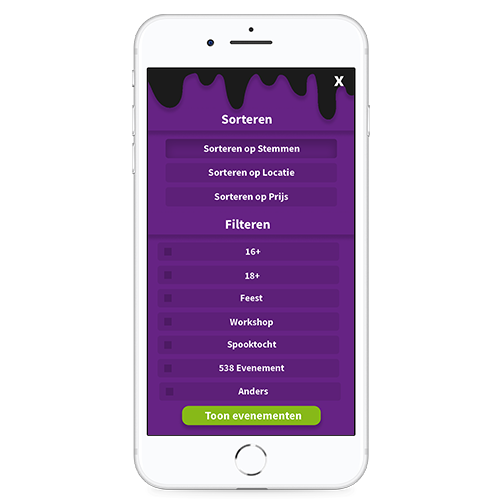 X
Sorteren
Sorteren op Stemmen
Sorteren op Locatie
Sorteren op Prijs
Filteren
16+
18+
Feest
Workshop
Spooktocht
538 Evenement
Anders
Toon evenementen